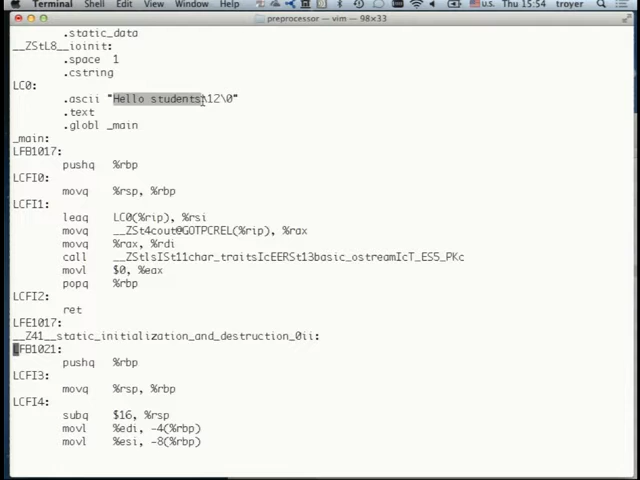 Terminal Shell Edit View Window Help U.S. Thu 15:54 troyer
preprocessor — vim — 98×33
.static_data
__ZStL8__ioinit:
.space 1
.cstring
LC0:
.ascii "Hello students\12\0"
.text
.globl _main
_main:
LFB1017:
pushq %rbp
LCFI0:
movq %rsp, %rbp
LCFI1:
leaq LC0(%rip), %rsi
movq __ZSt4cout@GOTPCREL(%rip), %rax
movq %rax, %rdi
call __ZStlsISt11char_traitsIcEERSt13basic_ostreamIcT_ES5_PKc
movl $0, %eax
popq %rbp
LCFI2:
ret
LFE1017:
__Z41__static_initialization_and_destruction_0ii:
LFB1021:
pushq %rbp
LCFI3:
movq %rsp, %rbp
LCFI4:
subq $16, %rsp
movl %edi, -4(%rbp)
movl %esi, -8(%rbp)